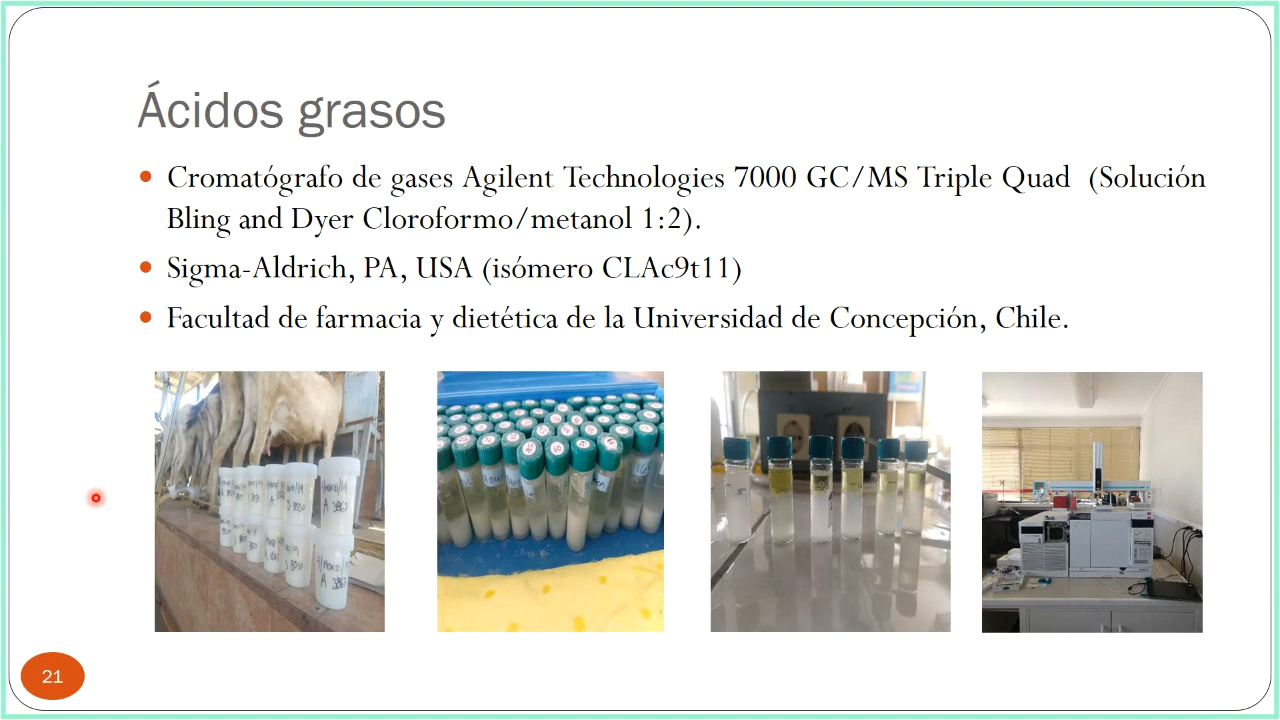 Ácidos grasos
Cromatógrafo de gases Agilent Technologies 7000 GC/MS Triple Quad (Solución
Bling and Dyer Cloroformo/metanol 1:2).
Sigma-Aldrich, PA, USA (isómero CLAc9t11)
Facultad de farmacia y dietética de la Universidad de Concepción, Chile.
21